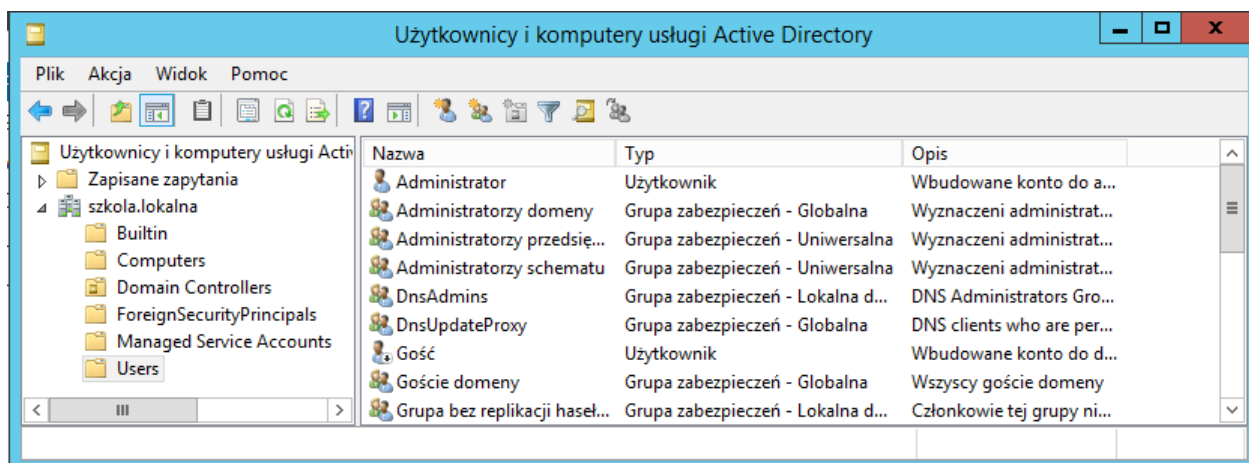 Użytkownicy i komputery usługi Active Directory
Plik Akcja Widok Pomoc
Użytkownicy i komputery usługi Activ
Zapisane zapytania
szkola.lokalna
Builtin
Computers
Domain Controllers
ForeignSecurityPrincipals
Managed Service Accounts
Users
Nazwa Typ Opis
Administrator Użytkownik Wbudowane konto do a...
Administratorzy domeny Grupa zabezpieczeń - Globalna Wyznaczeni administrat...
Administratorzy przedsię... Grupa zabezpieczeń - Uniwersalna Wyznaczeni administrat...
Administratorzy schematu Grupa zabezpieczeń - Uniwersalna Wyznaczeni administrat...
DnsAdmins Grupa zabezpieczeń - Lokalna d... DNS Administrators Gro...
DnsUpdateProxy Grupa zabezpieczeń - Globalna DNS clients who are per...
Gość Użytkownik Wbudowane konto do d...
Goście domeny Grupa zabezpieczeń - Globalna Wszyscy goście domeny
Grupa bez replikacji haseł... Grupa zabezpieczeń - Lokalna d... Członkowie tej grupy ni...